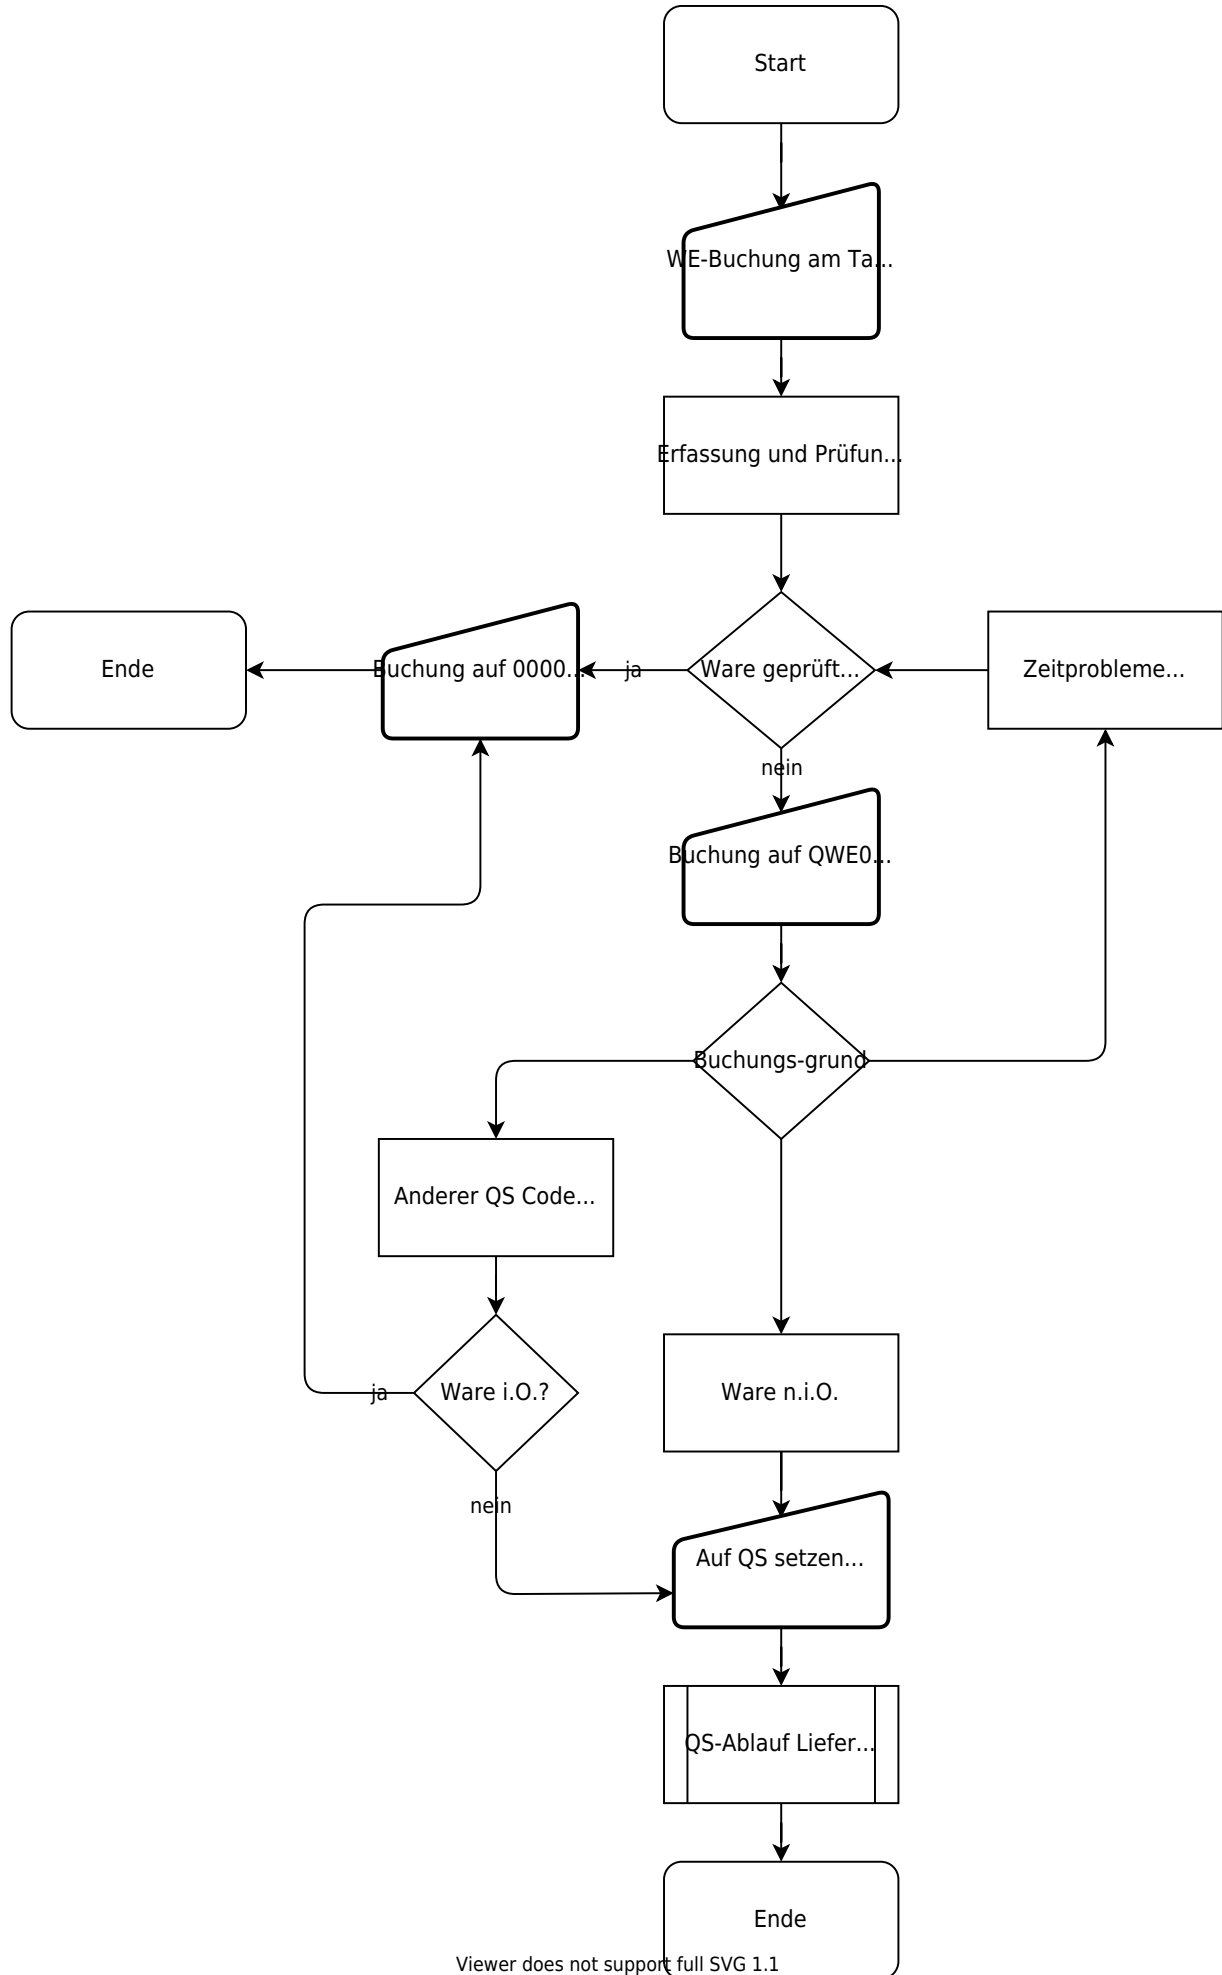 Start
WE-Buchung am Ta...
Erfassung und Prüfun...
Ende
Buchung auf 0000...
ja
Ware geprüft...
Zeitprobleme...
nein
Buchung auf QWE0...
Buchungs-grund
Anderer QS Code...
ja
Ware i.O.?
Ware n.i.O.
nein
Auf QS setzen...
QS-Ablauf Liefer...
Ende
Viewer does not support full SVG 1.1